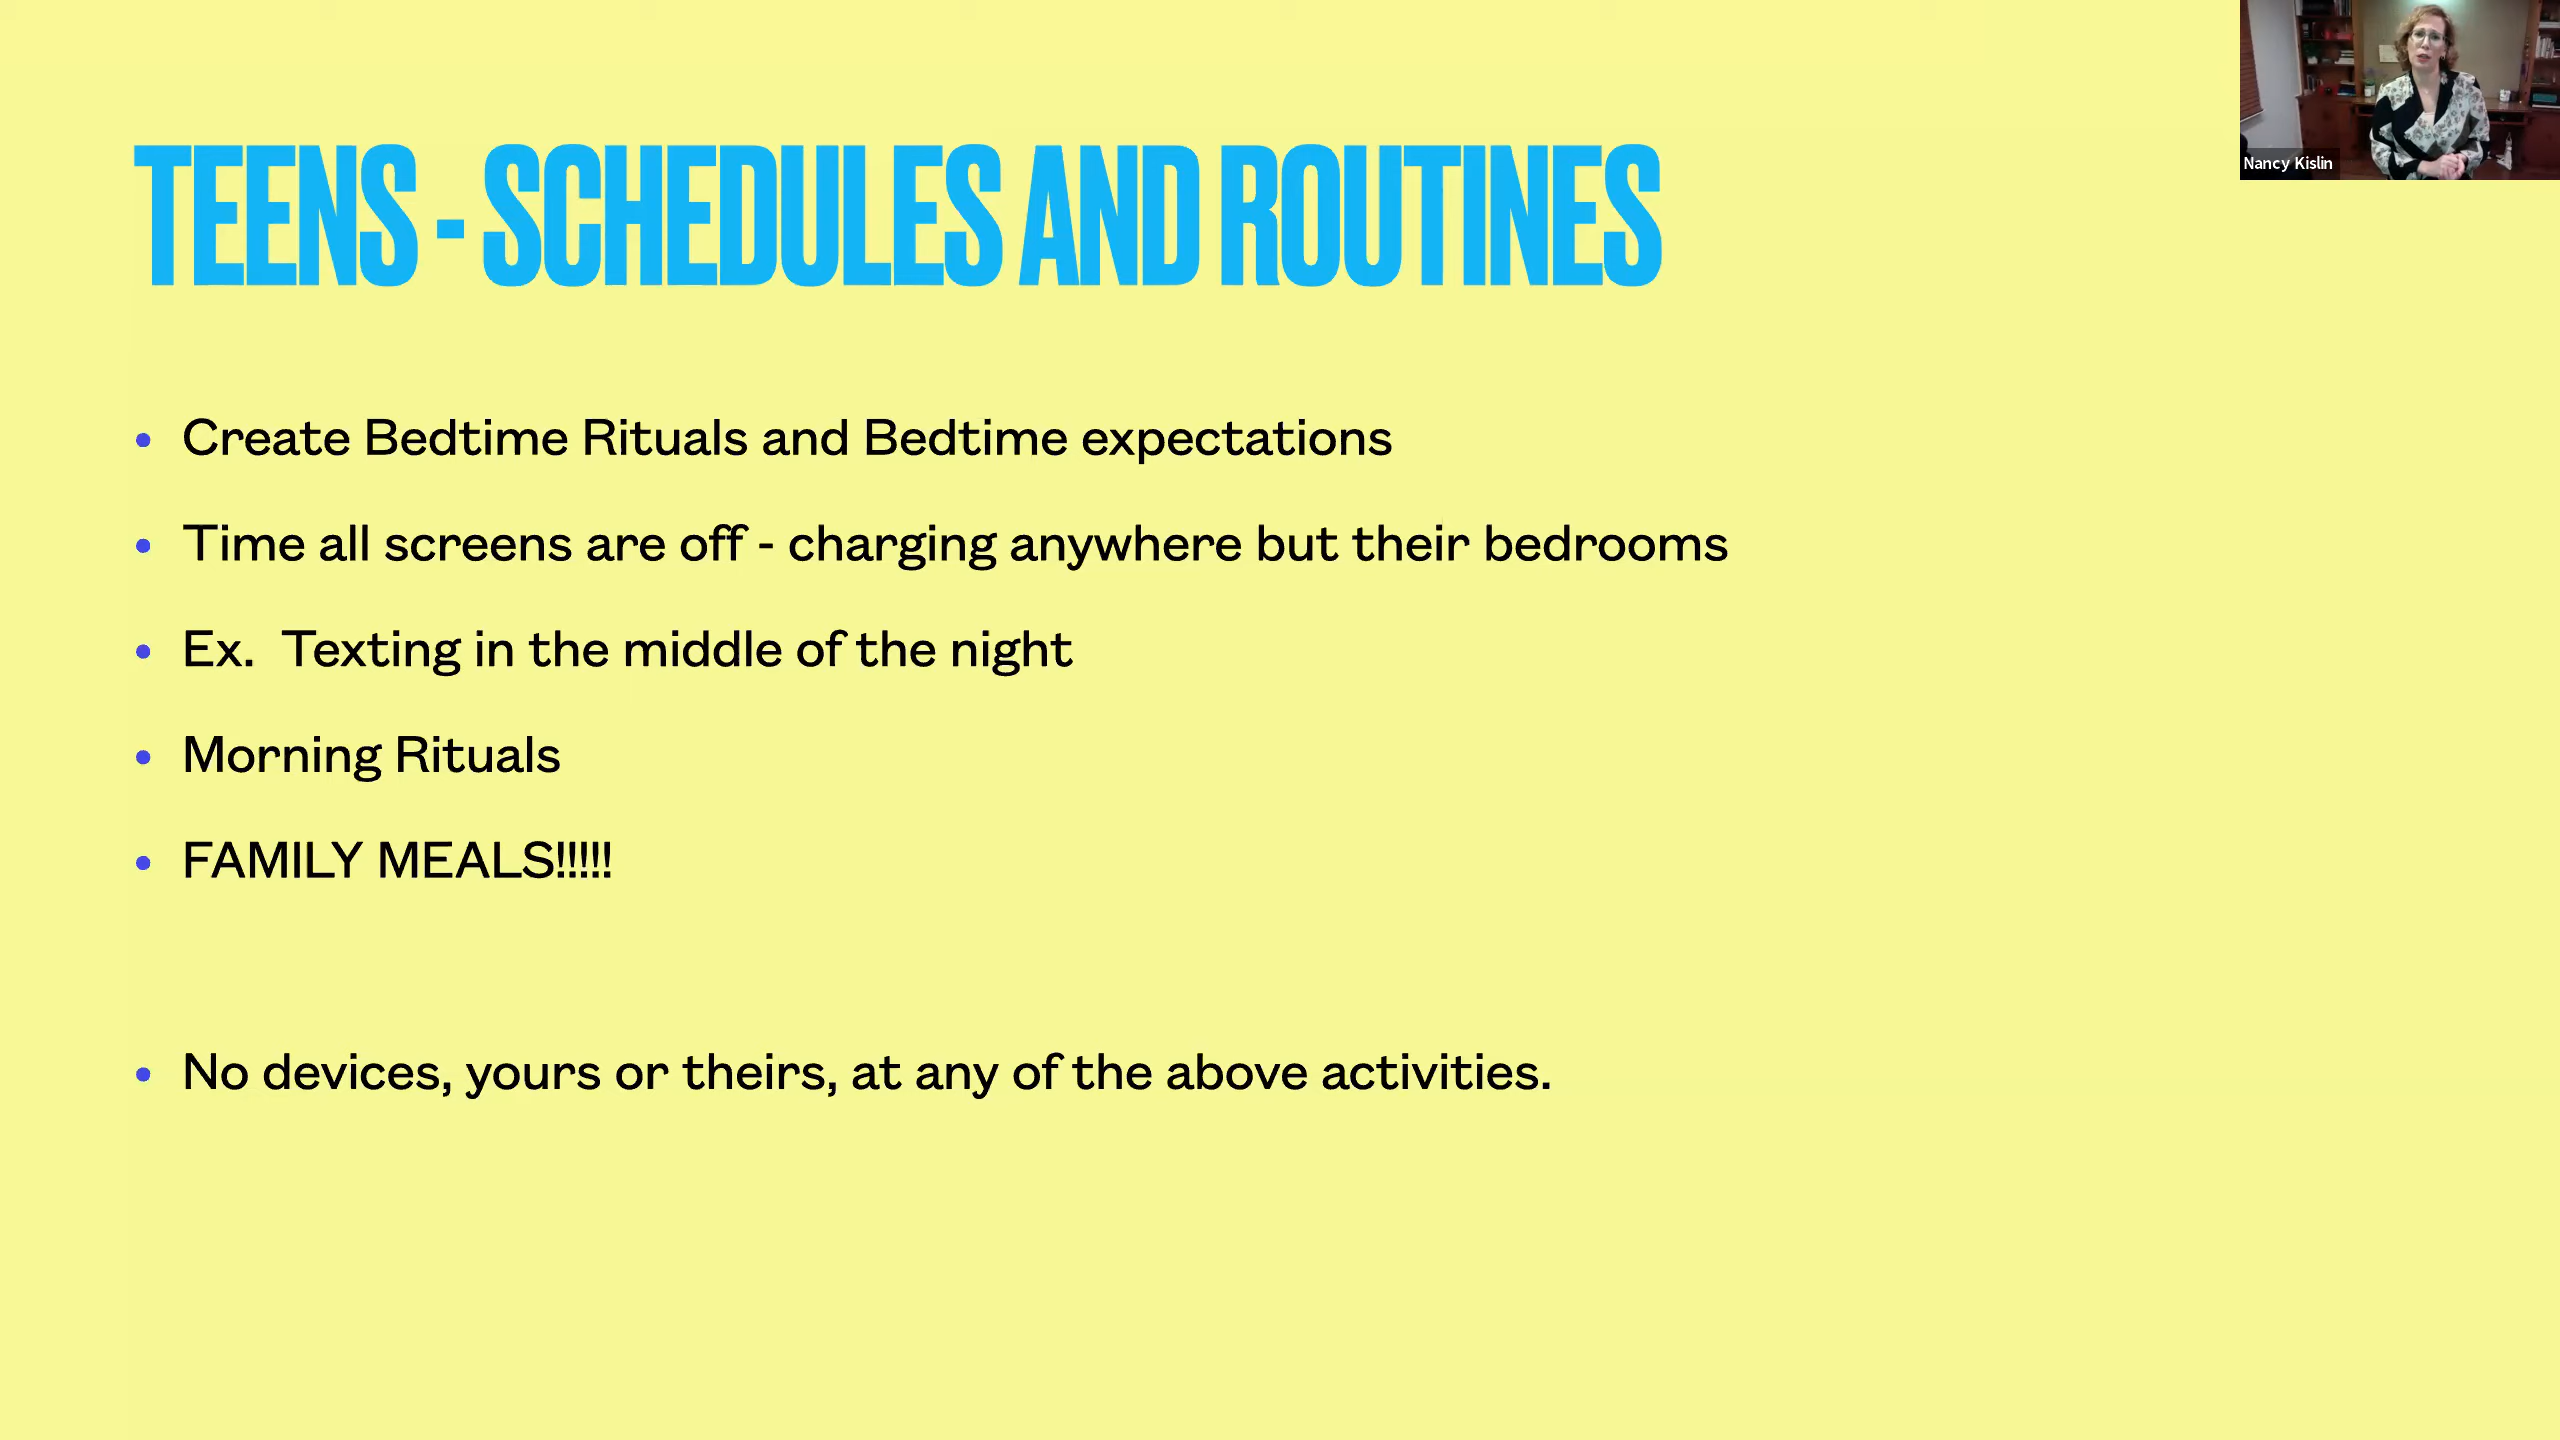 Nancy Kislin
TEENS - SCHEDULES AND ROUTINES
• Create Bedtime Rituals and Bedtime expectations
• Time all screens are off - charging anywhere but their bedrooms
• Ex.  Texting in the middle of the night
• Morning Rituals
• FAMILY MEALS!!!!!
• No devices, yours or theirs, at any of the above activities.